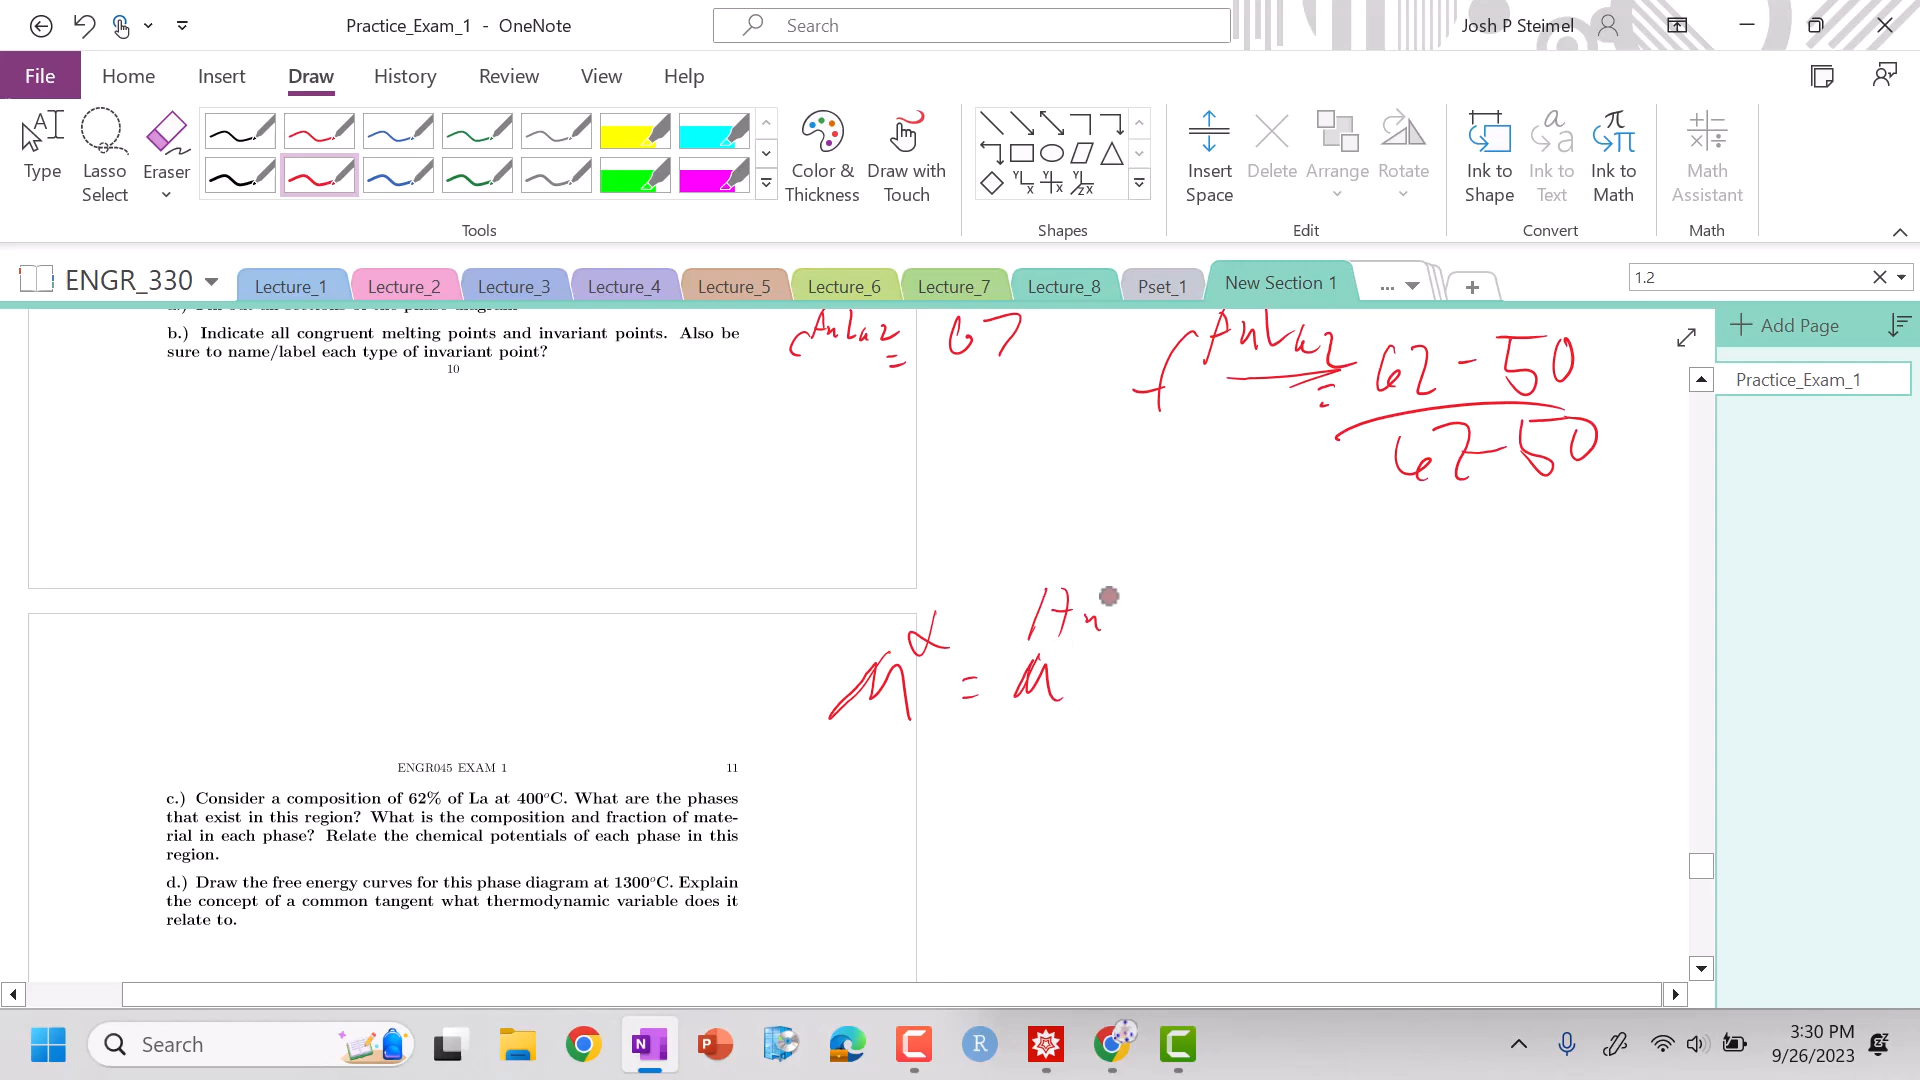 Practice_Exam_1 - OneNote
Search
Josh P Steimel
File Home Insert Draw History Review View Help
Type
Lasso Select
Eraser
Color & Thickness
Draw with Touch
Insert Space
Delete
Arrange
Rotate
Ink to Shape
Ink to Text
Ink to Math
Math Assistant
Tools Shapes Edit Convert Math
ENGR_330
Lecture_1 Lecture_2 Lecture_3 Lecture_4 Lecture_5 Lecture_6 Lecture_7 Lecture_8 Pset_1 New Section 1 ...
1.2
Add Page
Practice_Exam_1
b.) Indicate all congruent melting points and invariant points. Also be
sure to name/label each type of invariant point?
10
c AuLa2 = 67
f AuLa2 = 62 - 50
67-50
μ α = μ
ENGR045 EXAM 1 11
c.) Consider a composition of 62% of La at 400°C. What are the phases
that exist in this region? What is the composition and fraction of mate-
rial in each phase? Relate the chemical potentials of each phase in this
region.
d.) Draw the free energy curves for this phase diagram at 1300°C. Explain
the concept of a common tangent what thermodynamic variable does it
relate to.
Search
3:30 PM
9/26/2023